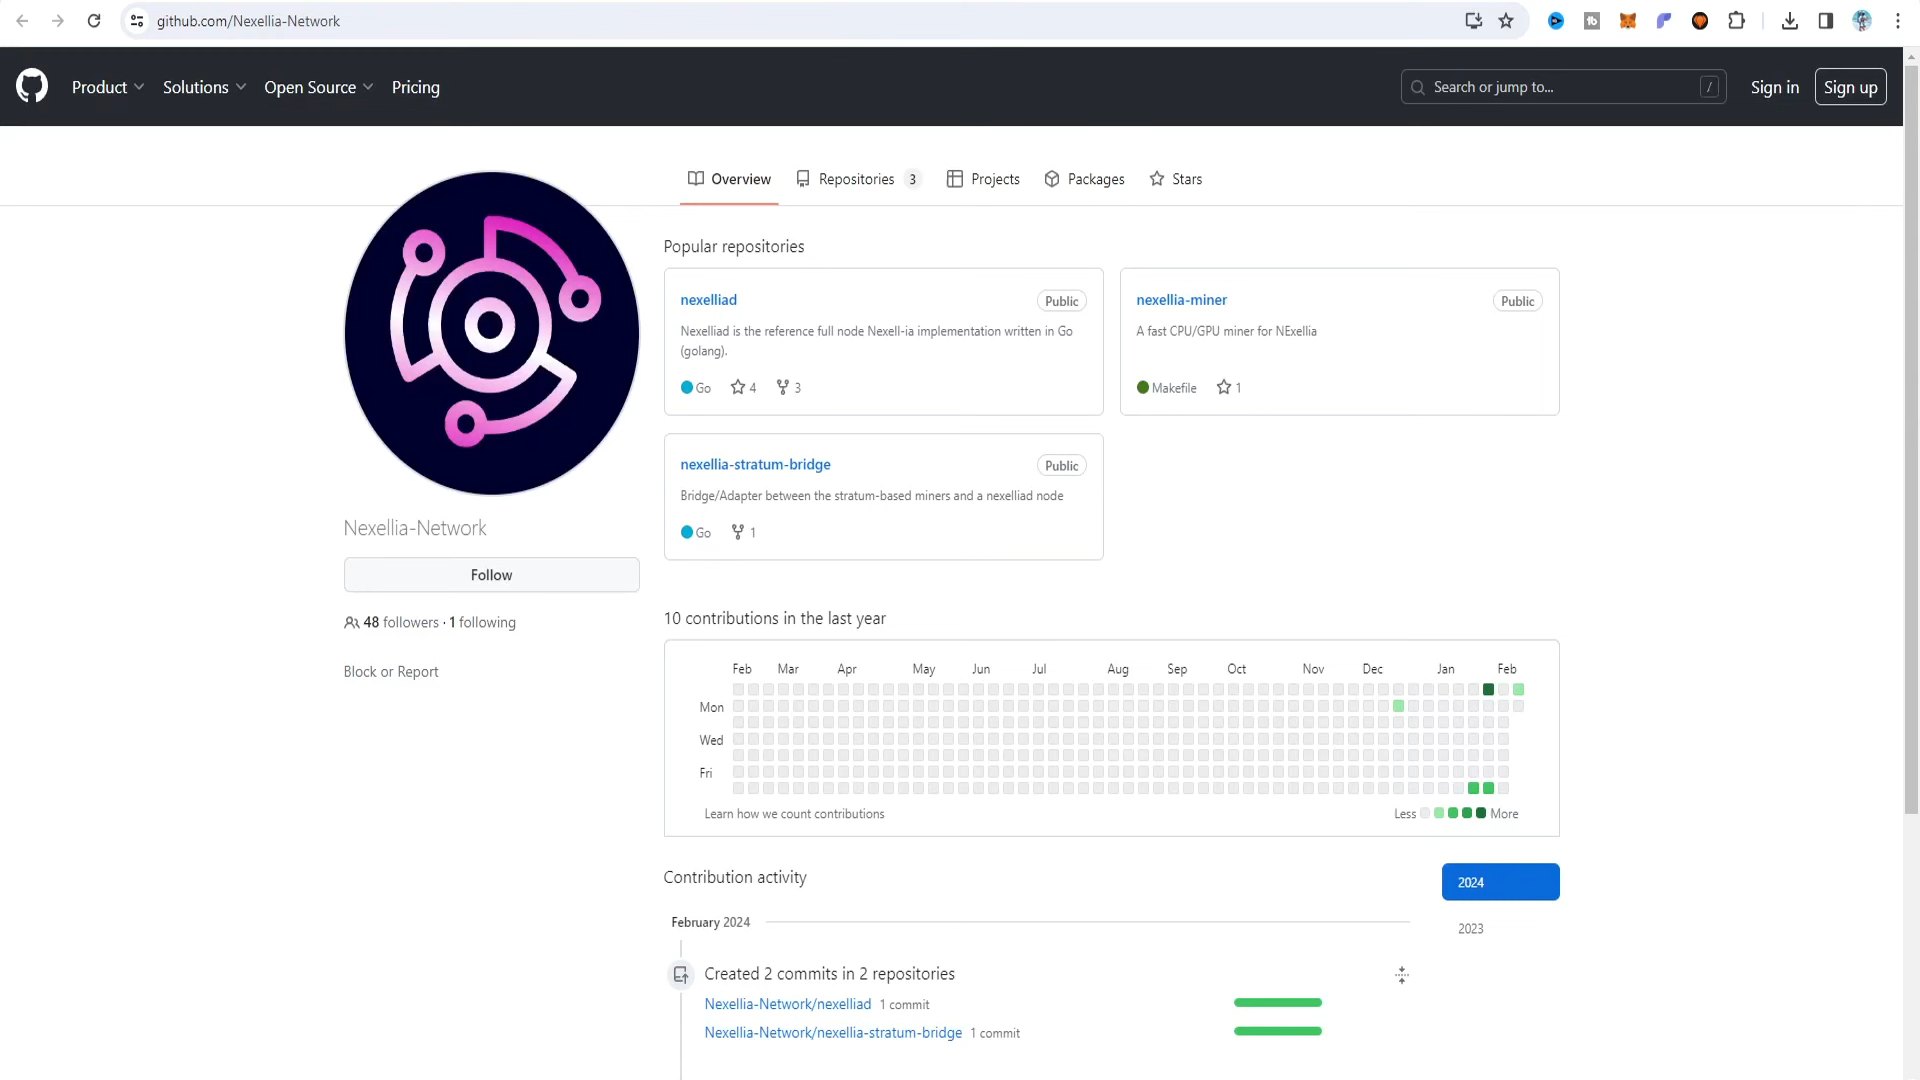 github.com/Nexellia-Network
Product Solutions Open Source Pricing
Search or jump to...
/
Sign in
Sign up
Overview Repositories 3 Projects Packages Stars
Nexellia-Network
Follow
48 followers · 1 following
Block or Report
Popular repositories
nexelliad
Public
Nexelliad is the reference full node Nexell-ia implementation written in Go
(golang).
Go 4 3
nexellia-miner
Public
A fast CPU/GPU miner for NExellia
Makefile 1
nexellia-stratum-bridge
Public
Bridge/Adapter between the stratum-based miners and a nexelliad node
Go 1
10 contributions in the last year
Feb Mar Apr May Jun Jul Aug Sep Oct Nov Dec Jan Feb
Mon
Wed
Fri
Learn how we count contributions
Less More
Contribution activity
2024
2023
February 2024
Created 2 commits in 2 repositories
Nexellia-Network/nexelliad 1 commit
Nexellia-Network/nexellia-stratum-bridge 1 commit